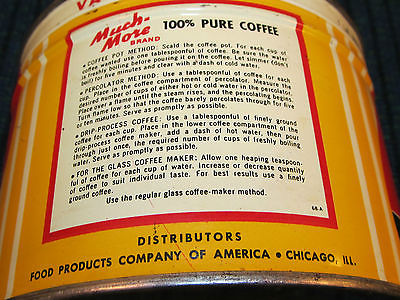 VA
Much-
More
BRAND
100% PURE COFFEE
• COFFEE POT METHOD: Scald the coffee pot. For each cup of
coffee wanted use one tablespoonful of coffee. Be sure the water
is freshly boiling before pouring it on the coffee. Let simmer (don't
boil) for five minutes and clear with a dash of cold water.
• PERCOLATOR METHOD: Use a tablespoonful of coffee for each
cup. Place in the coffee compartment of percolator. Measure the
desired number of cups of either hot or cold water in the percolator.
Place over a flame until the steam rises, and the percolating begins.
Turn flame low so that the coffee barely percolates through for five
or ten minutes. Serve as promptly as possible.
• DRIP-PROCESS COFFEE: Use a tablespoonful of finely ground
coffee for each cup. Place in the lower coffee compartment of the
drip-process coffee maker, add a dash of hot water, then pour
through just once, the required number of cups of freshly boiling
water. Serve as promptly as possible.
• FOR THE GLASS COFFEE MAKER: Allow one heaping teaspoon-
ful of coffee for each cup of water. Increase or decrease quantity
of coffee to suit individual taste. For best results use a finely
ground coffee.
Use the regular glass coffee-maker method.
DISTRIBUTORS
FOOD PRODUCTS COMPANY OF AMERICA • CHICAGO, ILL.